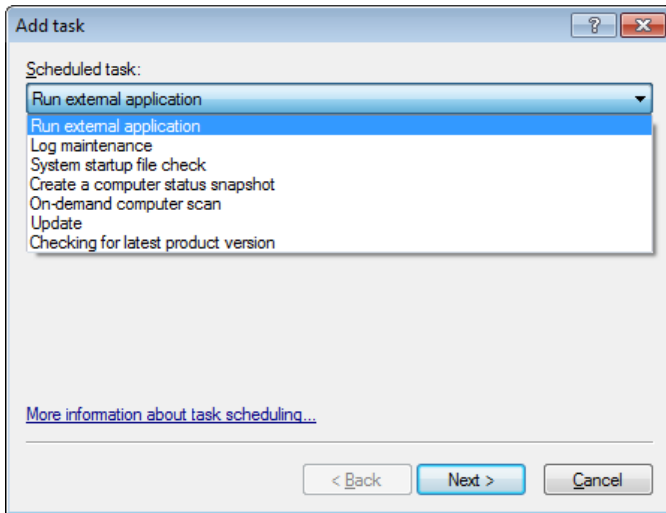 Add task
Scheduled task:
Run external application
Run external application
Log maintenance
System startup file check
Create a computer status snapshot
On-demand computer scan
Update
Checking for latest product version
More information about task scheduling...
< Back Next > Cancel